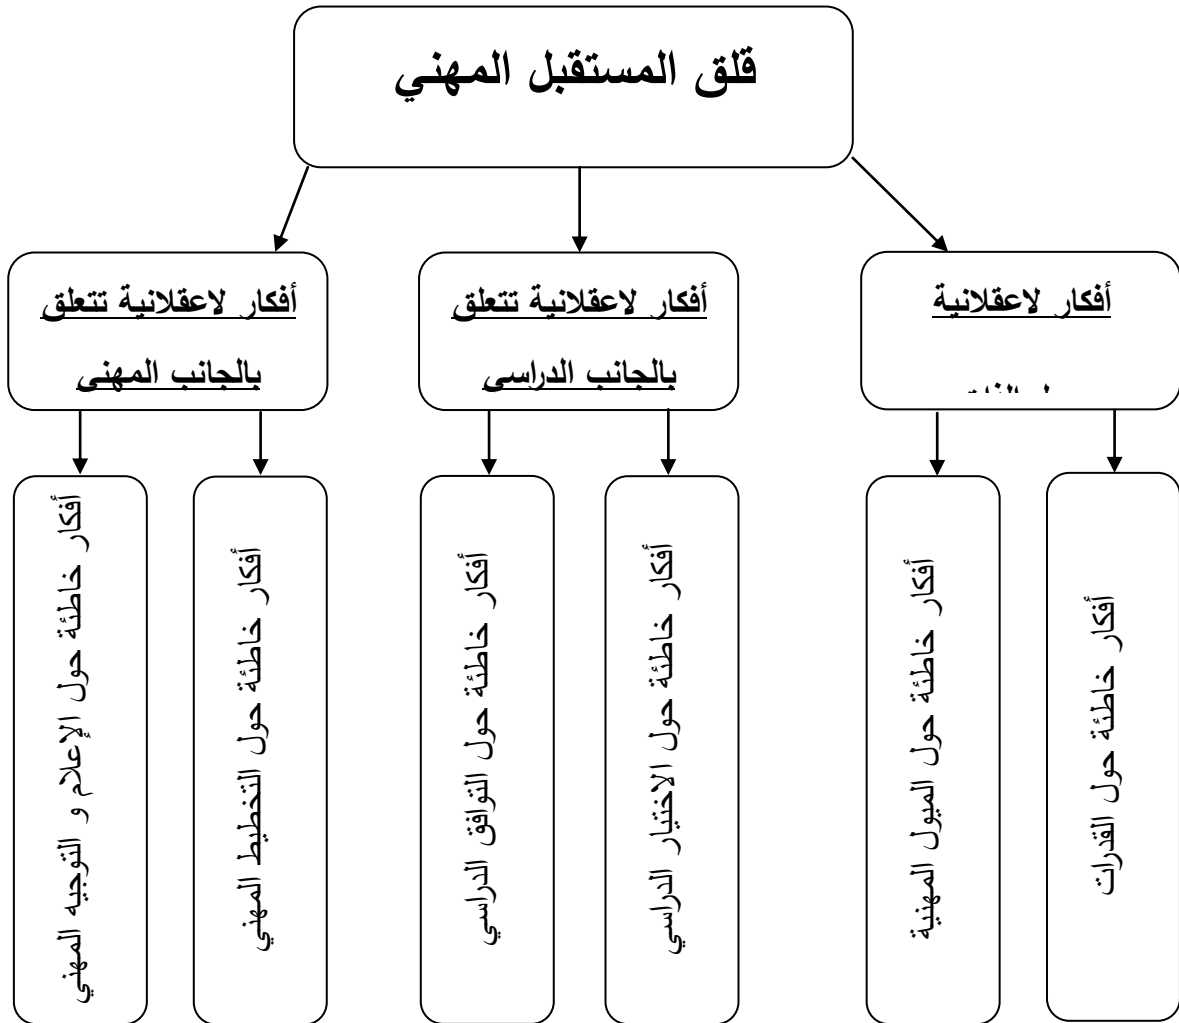 قلق المستقبل المهني
أفكار لاعقلانية
أفكار لاعقلانية تتعلق
بالجانب الدراسي
أفكار لاعقلانية تتعلق
بالجانب المهني
أفكار خاطئة حول القدرات
أفكار خاطئة حول الميول المهنية
أفكار خاطئة حول الاختيار الدراسي
أفكار خاطئة حول التوافق الدراسي
أفكار خاطئة حول التخطيط المهني
أفكار خاطئة حول الإعلام و التوجيه المهني